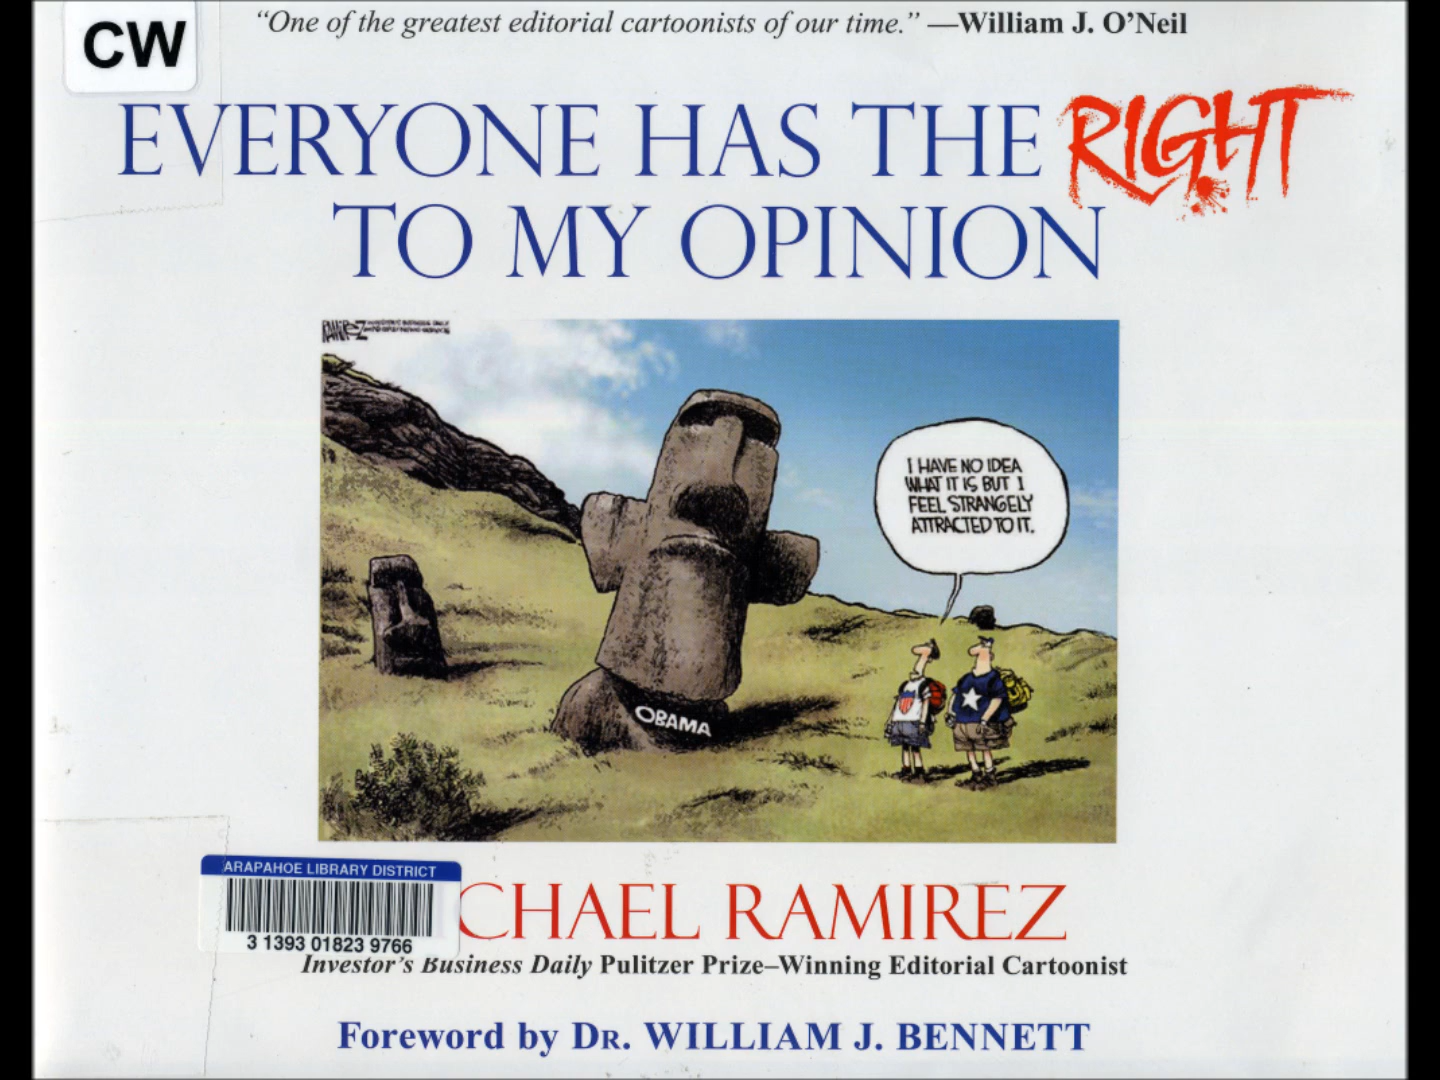 CW
“One of the greatest editorial cartoonists of our time.” —William J. O’Neil
EVERYONE HAS THE RIGHT
TO MY OPINION
RAMIREZ
I HAVE NO IDEA
WHAT IT IS BUT I
FEEL STRANGELY
ATTRACTED TO IT.
OBAMA
ARAPAHOE LIBRARY DISTRICT
3 1393 01823 9766
CHAEL RAMIREZ
Investor’s Business Daily Pulitzer Prize–Winning Editorial Cartoonist
Foreword by DR. WILLIAM J. BENNETT